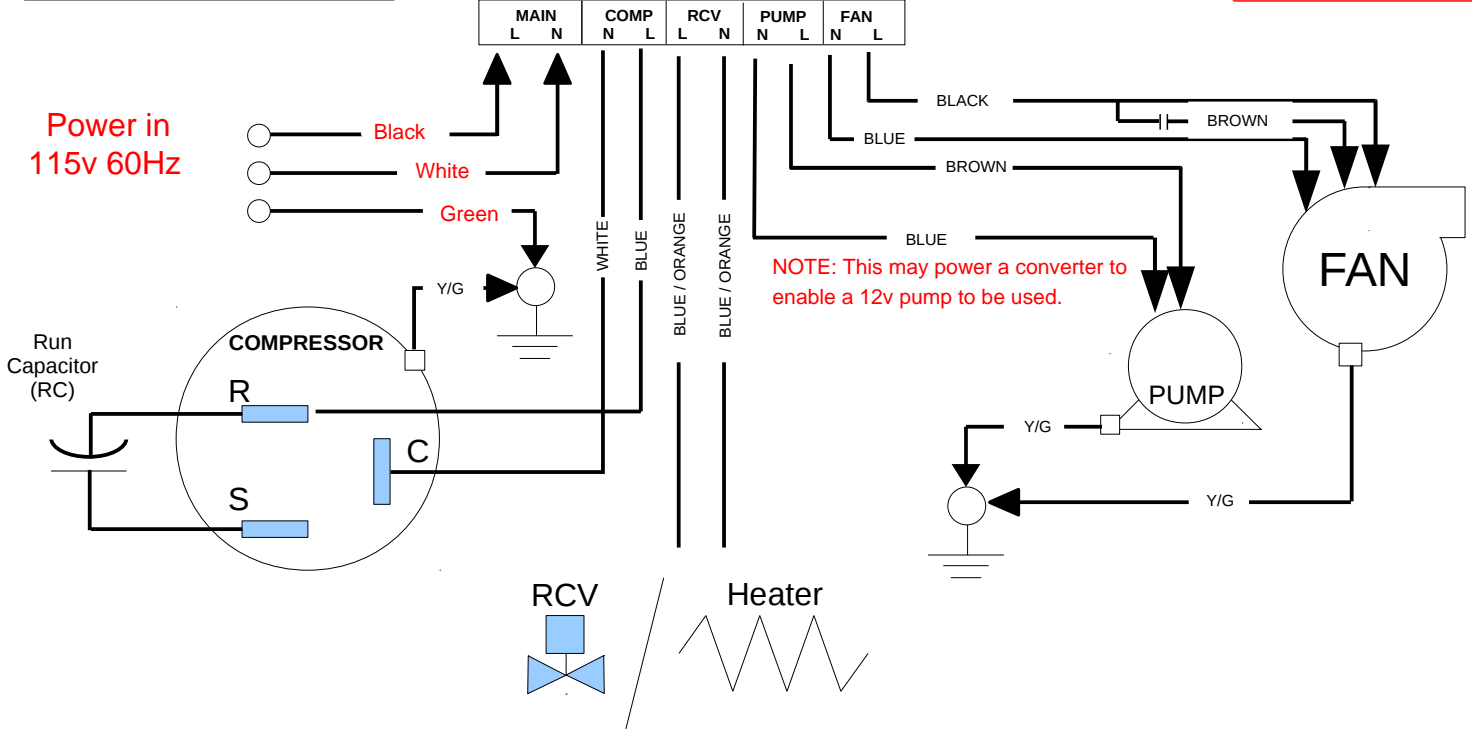 MAIN COMP RCV PUMP FAN
L N N L L N N L N L
Power in
115v 60Hz
Black
White
Green
BLACK
BROWN
BLUE
BROWN
BLUE
WHITE
BLUE
BLUE / ORANGE
BLUE / ORANGE
NOTE: This may power a converter to
enable a 12v pump to be used.
FAN
Y/G
COMPRESSOR
Run
Capacitor
(RC)
R
C
S
PUMP
Y/G
Y/G
RCV
Heater